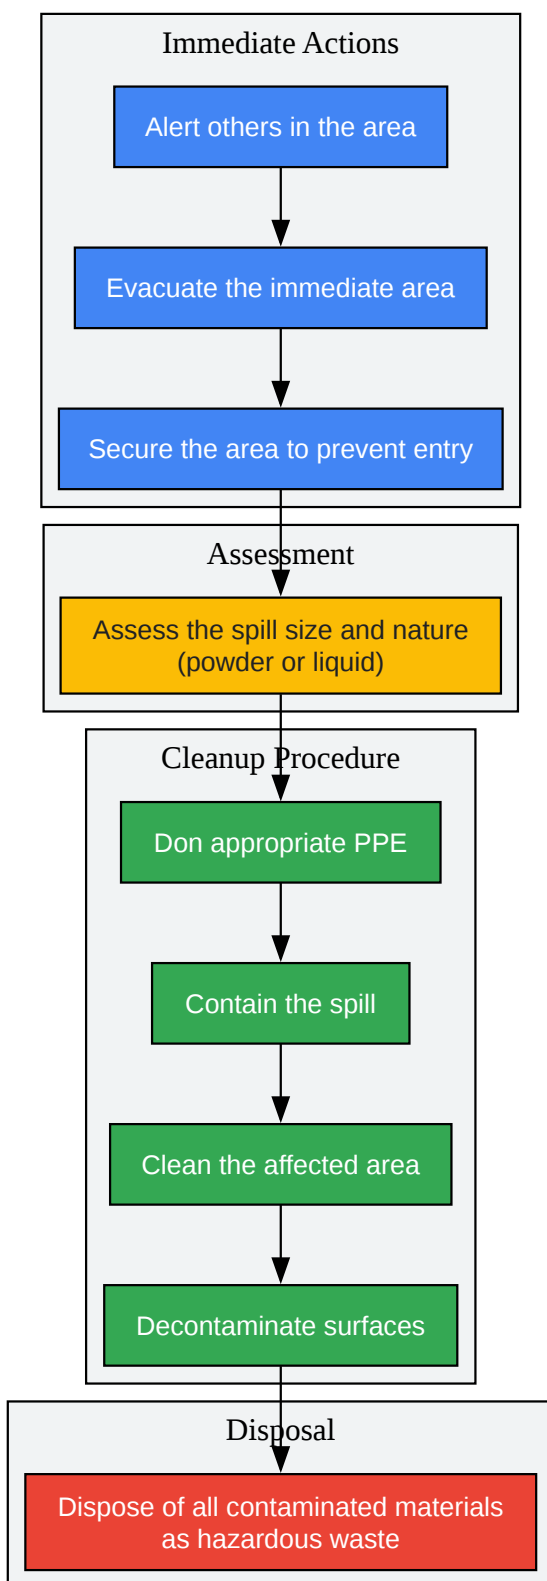 Immediate Actions
Alert others in the area
Evacuate the immediate area
Secure the area to prevent entry
Assessment
Assess the spill size and nature
(powder or liquid)
Cleanup Procedure
Don appropriate PPE
Contain the spill
Clean the affected area
Decontaminate surfaces
Disposal
Dispose of all contaminated materials
as hazardous waste